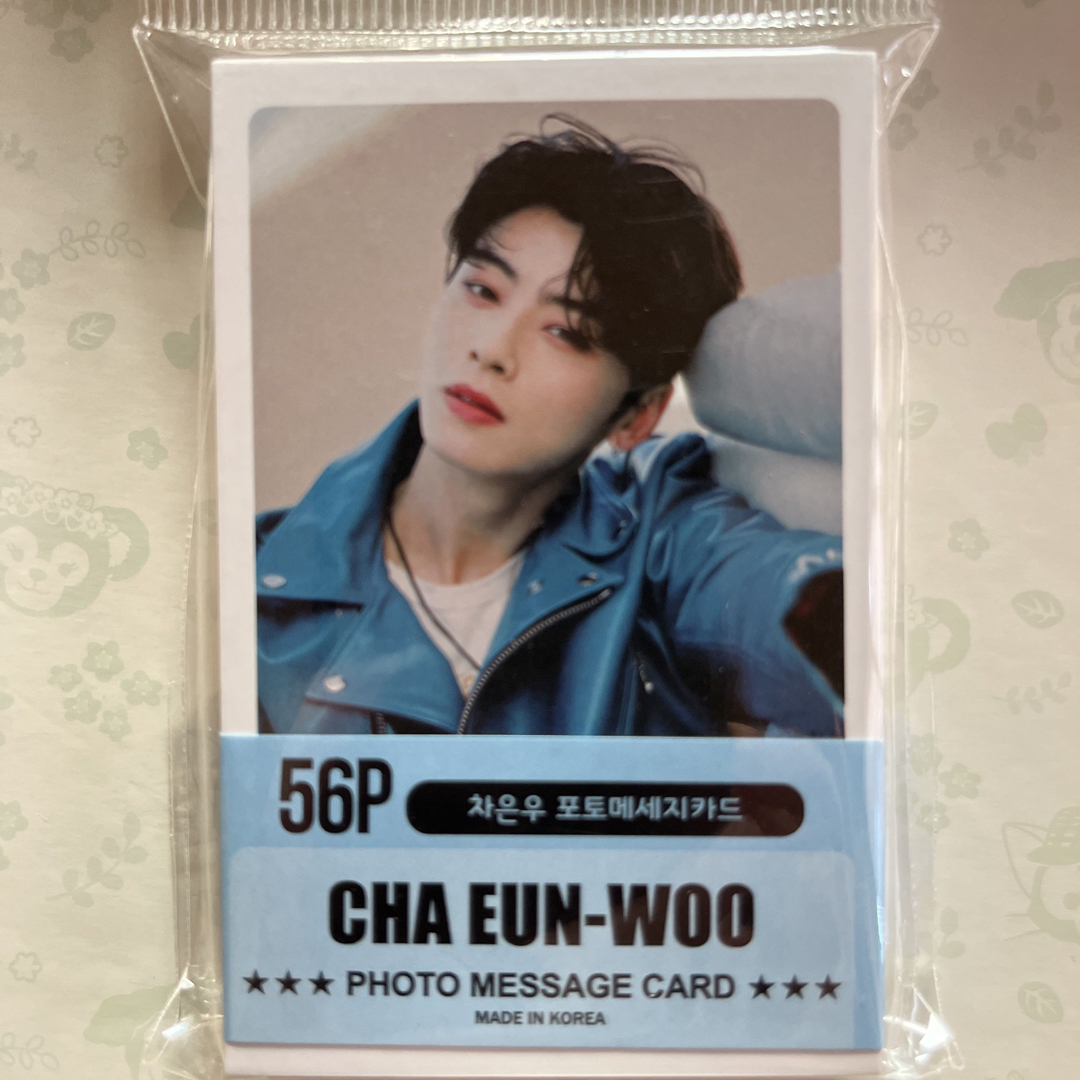 56P
차은우 포토메세지카드
CHA EUN-WOO
★★★ PHOTO MESSAGE CARD ★★★
MADE IN KOREA